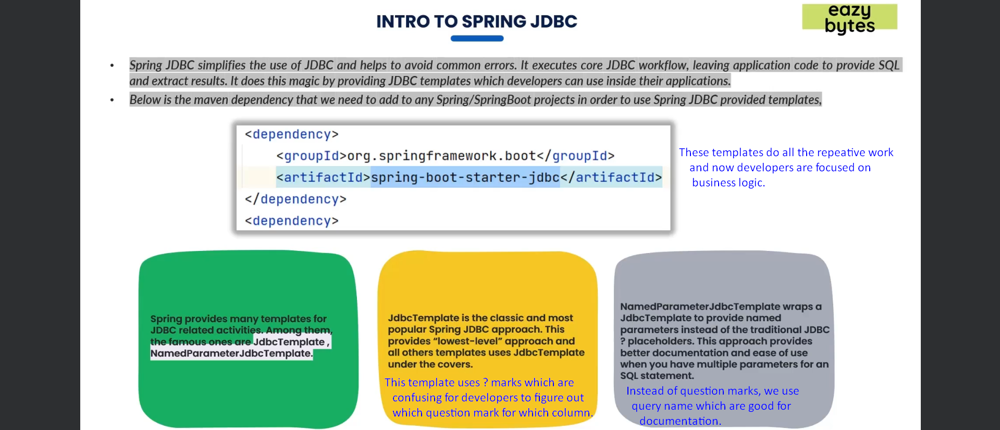 INTRO TO SPRING JDBC
eazy
bytes
• Spring JDBC simplifies the use of JDBC and helps to avoid common errors. It executes core JDBC workflow, leaving application code to provide SQL
and extract results. It does this magic by providing JDBC templates which developers can use inside their applications.
• Below is the maven dependency that we need to add to any Spring/SpringBoot projects in order to use Spring JDBC provided templates,
<dependency>
<groupId>org.springframework.boot</groupId>
<artifactId>spring-boot-starter-jdbc</artifactId>
</dependency>
<dependency>
These templates do all the repeative work
and now developers are focused on
business logic.
Spring provides many templates for
JDBC related activities. Among them,
the famous ones are JdbcTemplate ,
NamedParameterJdbcTemplate.
JdbcTemplate is the classic and most
popular Spring JDBC approach. This
provides “lowest-level” approach and
all others templates uses JdbcTemplate
under the covers.
This template uses ? marks which are
confusing for developers to figure out
which question mark for which column.
NamedParameterJdbcTemplate wraps a
JdbcTemplate to provide named
parameters instead of the traditional JDBC
? placeholders. This approach provides
better documentation and ease of use
when you have multiple parameters for an
SQL statement.
Instead of question marks, we use
query name which are good for
documentation.